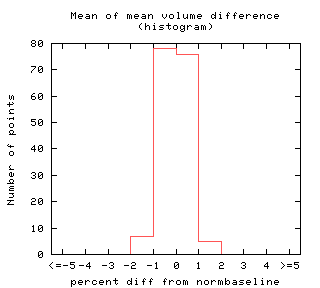 Mean of mean volume difference
(histogram)
80
70
60
50
40
30
20
10
0
Number of points
<=-5 -4 -3 -2 -1 0 1 2 3 4 >=5
percent diff from normbaseline